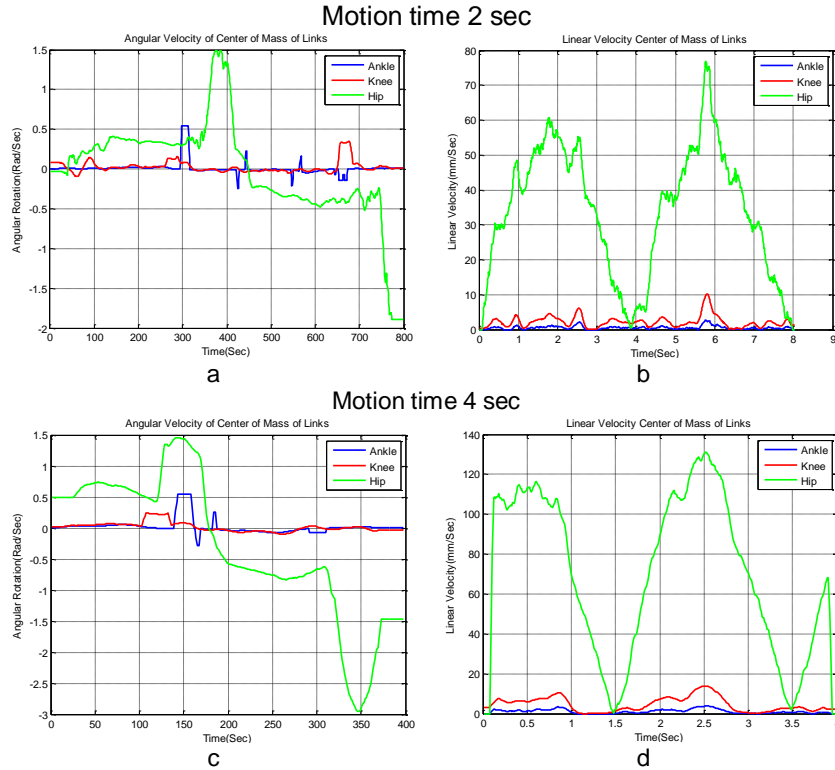 Motion time 2 sec
Angular Velocity of Center of Mass of Links
Linear Velocity Center of Mass of Links
Angular Rotation(Rad/Sec)
1.5
1
0.5
0
-0.5
-1
-1.5
-2
Ankle
Knee
Hip
0 100 200 300 400 500 600 700 800
Time(Sec)
a
Linear Velocity(mm/Sec)
80
70
60
50
40
30
20
10
0
Ankle
Knee
Hip
0 1 2 3 4 5 6 7 8 9
Time(Sec)
b
Motion time 4 sec
Angular Velocity of Center of Mass of Links
Linear Velocity Center of Mass of Links
Angular Rotation(Rad/Sec)
1.5
1
0.5
0
-0.5
-1
-1.5
-2
-2.5
-3
Ankle
Knee
Hip
0 50 100 150 200 250 300 350 400
Time(Sec)
c
Linear Velocity(mm/Sec)
140
120
100
80
60
40
20
0
Ankle
Knee
Hip
0 0.5 1 1.5 2 2.5 3 3.5 4
Time(Sec)
d